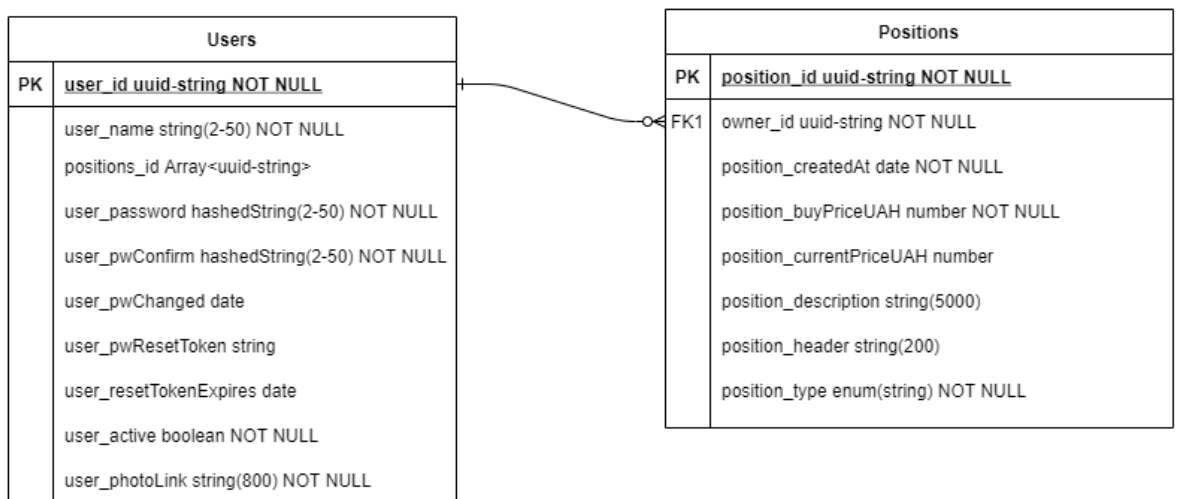 Users
PK user_id uuid-string NOT NULL
user_name string(2-50) NOT NULL
positions_id Array<uuid-string>
user_password hashedString(2-50) NOT NULL
user_pwConfirm hashedString(2-50) NOT NULL
user_pwChanged date
user_pwResetToken string
user_resetTokenExpires date
user_active boolean NOT NULL
user_photoLink string(800) NOT NULL
Positions
PK position_id uuid-string NOT NULL
FK1 owner_id uuid-string NOT NULL
position_createdAt date NOT NULL
position_buyPriceUAH number NOT NULL
position_currentPriceUAH number
position_description string(5000)
position_header string(200)
position_type enum(string) NOT NULL